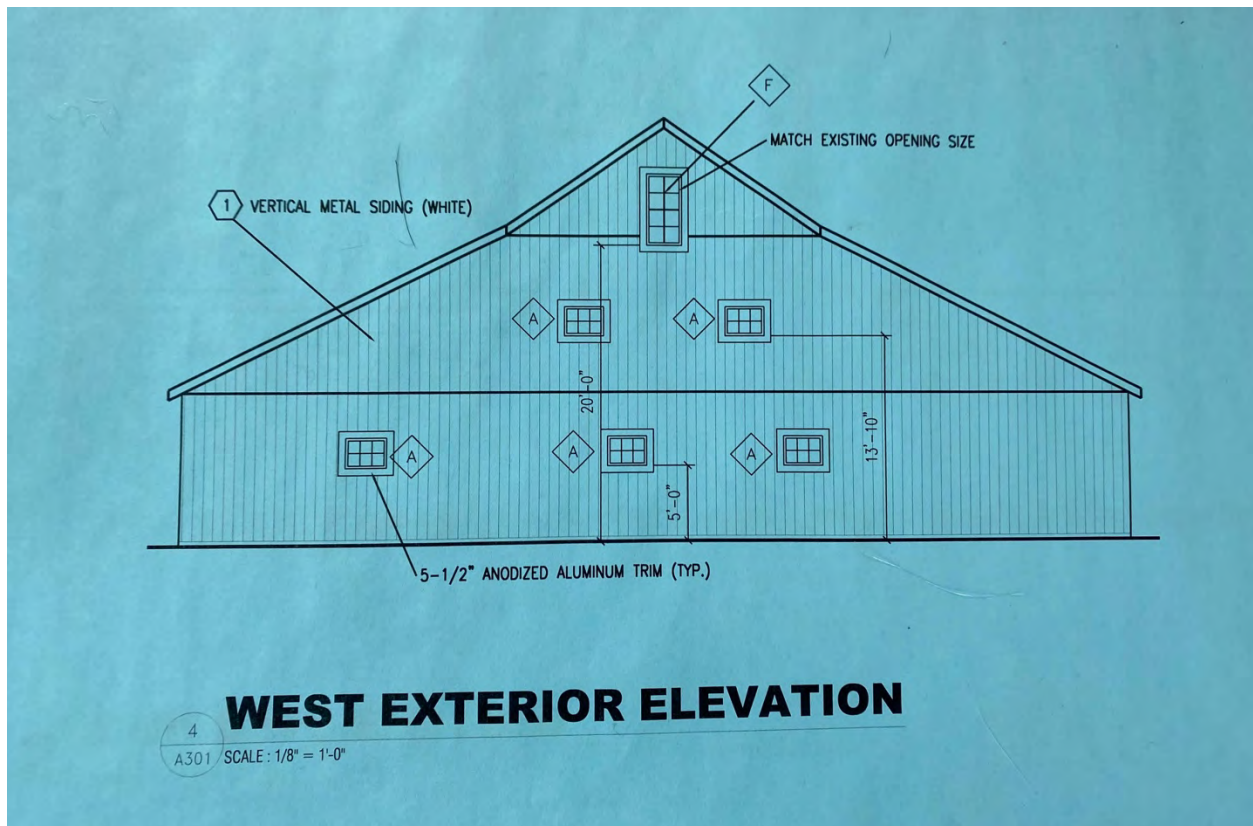 F
MATCH EXISTING OPENING SIZE
1 VERTICAL METAL SIDING (WHITE)
A
A
20'-0"
13'-10"
A
A
A
5'-0"
5-1/2" ANODIZED ALUMINUM TRIM (TYP.)
WEST EXTERIOR ELEVATION
4
A301
SCALE : 1/8" = 1'-0"